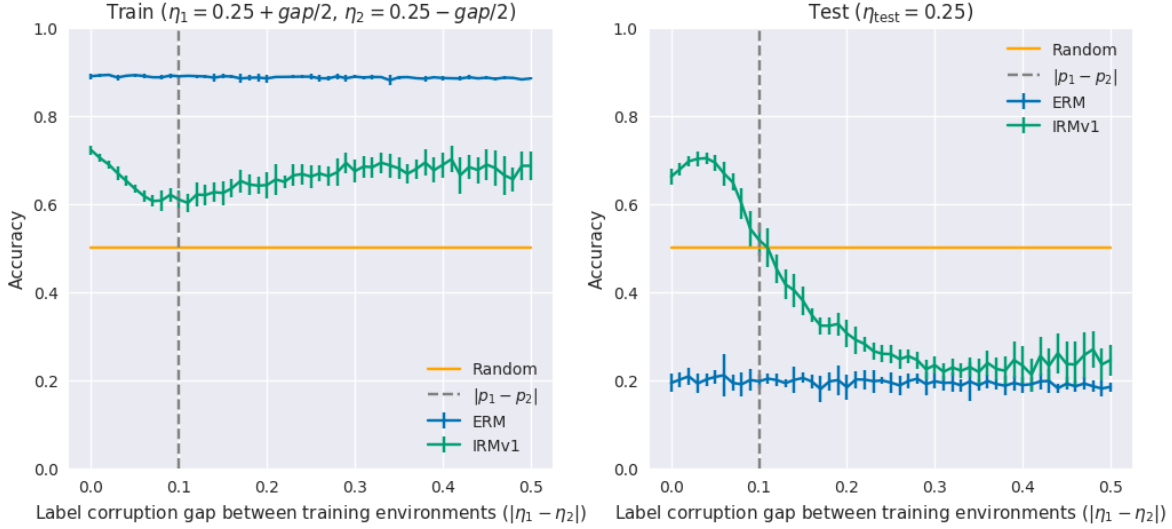 Train (η₁ = 0.25 + gap/2, η₂ = 0.25 − gap/2)
1.0
0.8
0.6
0.4
0.2
0.0
Accuracy
Random
|p₁ − p₂|
ERM
IRMv1
0.0 0.1 0.2 0.3 0.4 0.5
Label corruption gap between training environments (|η₁ − η₂|)
Test (η_test = 0.25)
1.0
0.8
0.6
0.4
0.2
0.0
Accuracy
Random
|p₁ − p₂|
ERM
IRMv1
0.0 0.1 0.2 0.3 0.4 0.5
Label corruption gap between training environments (|η₁ − η₂|)